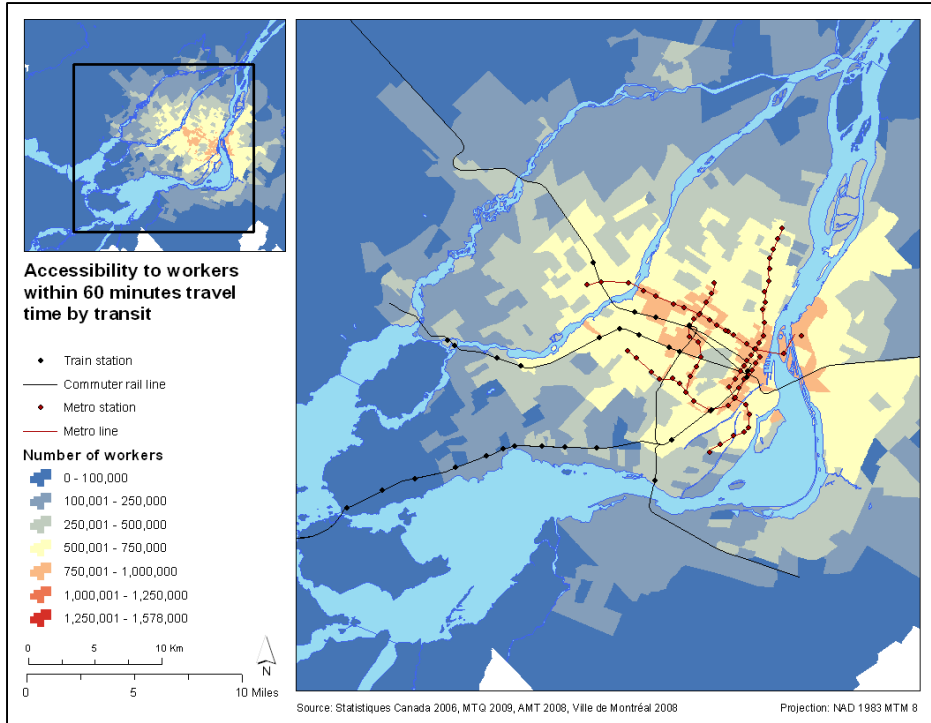 Accessibility to workers
within 60 minutes travel
time by transit
Train station
Commuter rail line
Metro station
Metro line
Number of workers
0 - 100,000
100,001 - 250,000
250,001 - 500,000
500,001 - 750,000
750,001 - 1,000,000
1,000,001 - 1,250,000
1,250,001 - 1,578,000
0 5 10 Km
N
0 5 10 Miles
Source: Statistiques Canada 2006, MTQ 2009, AMT 2008, Ville de Montréal 2008 Projection: NAD 1983 MTM 8